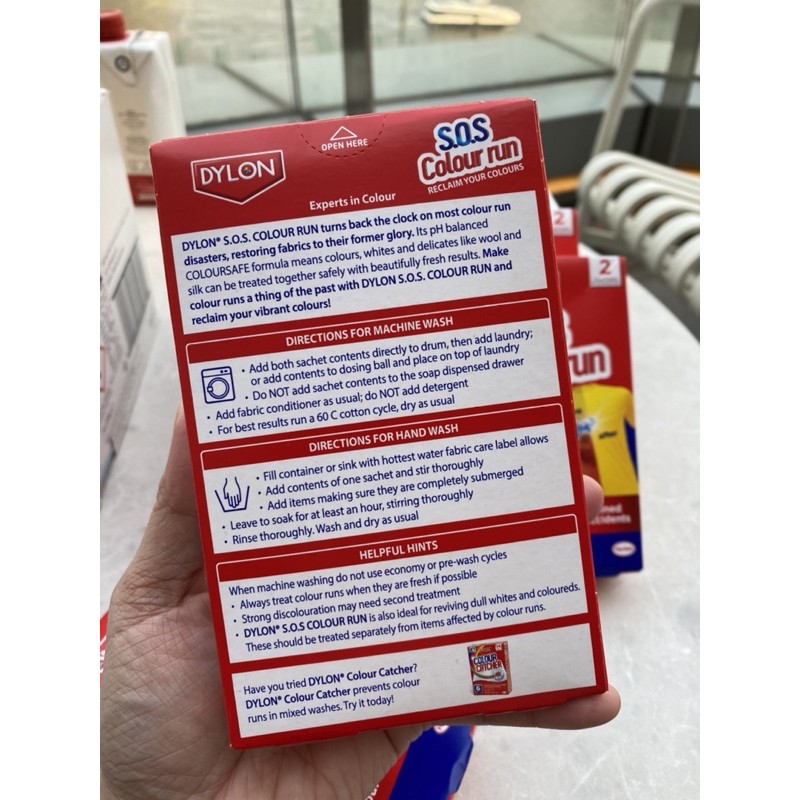 OPEN HERE
DYLON
S.O.S
Colour run
RECLAIM YOUR COLOURS
Experts in Colour
DYLON® S.O.S. COLOUR RUN turns back the clock on most colour run
disasters, restoring fabrics to their former glory. Its pH balanced
COLOURSAFE formula means colours, whites and delicates like wool and
silk can be treated together safely with beautifully fresh results. Make
colour runs a thing of the past with DYLON S.O.S. COLOUR RUN and
reclaim your vibrant colours!
DIRECTIONS FOR MACHINE WASH
• Add both sachet contents directly to drum, then add laundry;
or add contents to dosing ball and place on top of laundry
• Do NOT add sachet contents to the soap dispensed drawer
• Add fabric conditioner as usual; do NOT add detergent
• For best results run a 60 C cotton cycle, dry as usual
DIRECTIONS FOR HAND WASH
• Fill container or sink with hottest water fabric care label allows
• Add contents of one sachet and stir thoroughly
• Add items making sure they are completely submerged
• Leave to soak for at least an hour, stirring thoroughly
• Rinse thoroughly. Wash and dry as usual
HELPFUL HINTS
When machine washing do not use economy or pre-wash cycles
• Always treat colour runs when they are fresh if possible
• Strong discolouration may need second treatment
• DYLON® S.O.S COLOUR RUN is also ideal for reviving dull whites and coloureds.
These should be treated separately from items affected by colour runs.
Have you tried DYLON® Colour Catcher?
DYLON® Colour Catcher prevents colour
runs in mixed washes. Try it today!
COLOUR
CATCHER
2
2
run